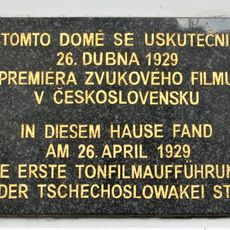 TOMTO DOMĚ SE USKUTEČNI
26. DUBNA 1929
PREMIÉRA ZVUKOVÉHO FILMU
V ČESKOSLOVENSKU
IN DIESEM HAUSE FAND
AM 26. APRIL 1929
E ERSTE TONFILMAUFFÜHRUN
DER TSCHECHOSLOWAKEI ST